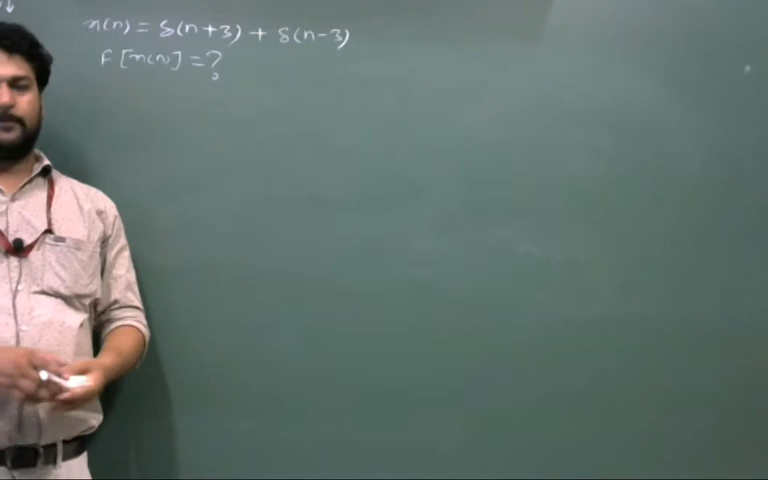 x(n) = δ(n+3) + δ(n-3)
F[x(n)] = ?